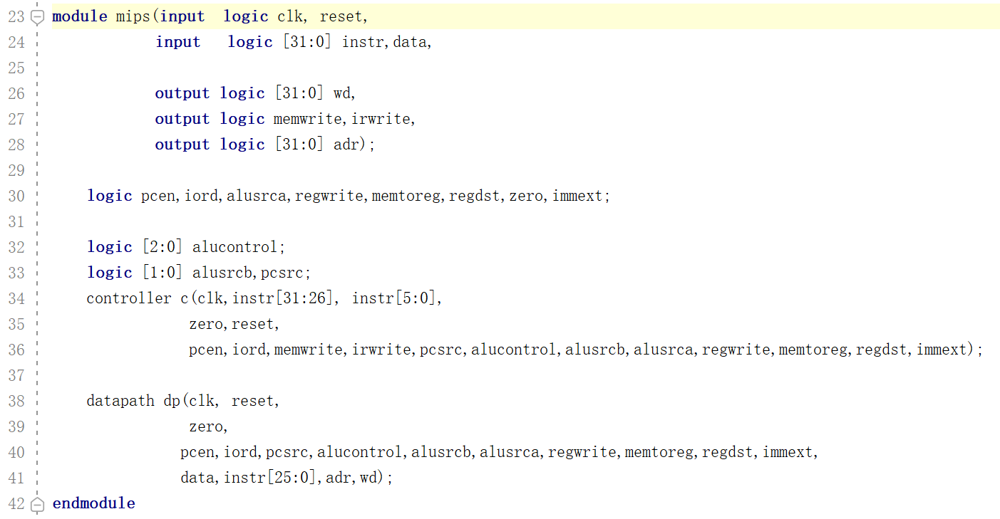 23 module mips(input  logic clk, reset,
24             input   logic [31:0] instr,data,
25
26             output logic [31:0] wd,
27             output logic memwrite,irwrite,
28             output logic [31:0] adr);
29
30     logic pcen,iord,alusrca,regwrite,memtoreg,regdst,zero,immext;
31
32     logic [2:0] alucontrol;
33     logic [1:0] alusrcb,pcsrc;
34     controller c(clk,instr[31:26], instr[5:0],
35                 zero,reset,
36                 pcen,iord,memwrite,irwrite,pcsrc,alucontrol,alusrcb,alusrca,regwrite,memtoreg,regdst,immext);
37
38     datapath dp(clk, reset,
39                 zero,
40                pcen,iord,pcsrc,alucontrol,alusrcb,alusrca,regwrite,memtoreg,regdst,immext,
41                data,instr[25:0],adr,wd);
42 endmodule